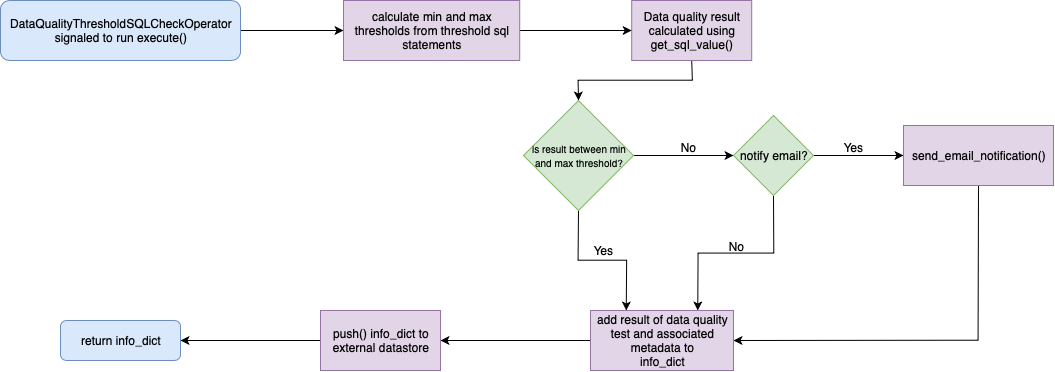 DataQualityThresholdSQLCheckOperator
signaled to run execute()
calculate min and max
thresholds from threshold sql
statements
Data quality result
calculated using
get_sql_value()
is result between min
and max threshold?
No
notify email?
Yes
send_email_notification()
Yes
No
add result of data quality
test and associated
metadata to
info_dict
push() info_dict to
external datastore
return info_dict